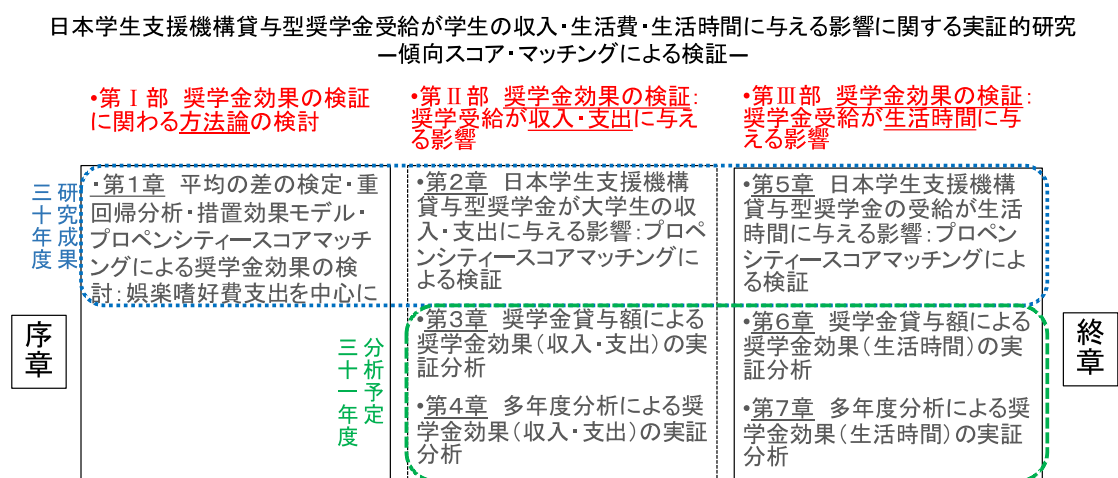 日本学生支援機構貸与型奨学金受給が学生の収入・生活費・生活時間に与える影響に関する実証的研究
―傾向スコア・マッチングによる検証―
•第Ⅰ部 奨学金効果の検証
に関わる方法論の検討
•第Ⅱ部 奨学金効果の検証:
奨学受給が収入・支出に与え
る影響
•第Ⅲ部 奨学金効果の検証:
奨学金受給が生活時間に与
える影響
三十年度
研究成果
•第1章 平均の差の検定・重
回帰分析・措置効果モデル・
プロペンシティースコアマッチ
ングによる奨学金効果の検
討:娯楽嗜好費支出を中心に
•第2章 日本学生支援機構
貸与型奨学金が大学生の収
入・支出に与える影響:プロペ
ンシティースコアマッチングに
よる検証
•第5章 日本学生支援機構
貸与型奨学金の受給が生活
時間に与える影響:プロペン
シティースコアマッチングによ
る検証
序章
三十一年度
分析予定
•第3章 奨学金貸与額による
奨学金効果(収入・支出)の実
証分析
•第4章 多年度分析による奨
学金効果(収入・支出)の実証
分析
•第6章 奨学金貸与額による
奨学金効果(生活時間)の実
証分析
•第7章 多年度分析による奨
学金効果(生活時間)の実証
分析
終章